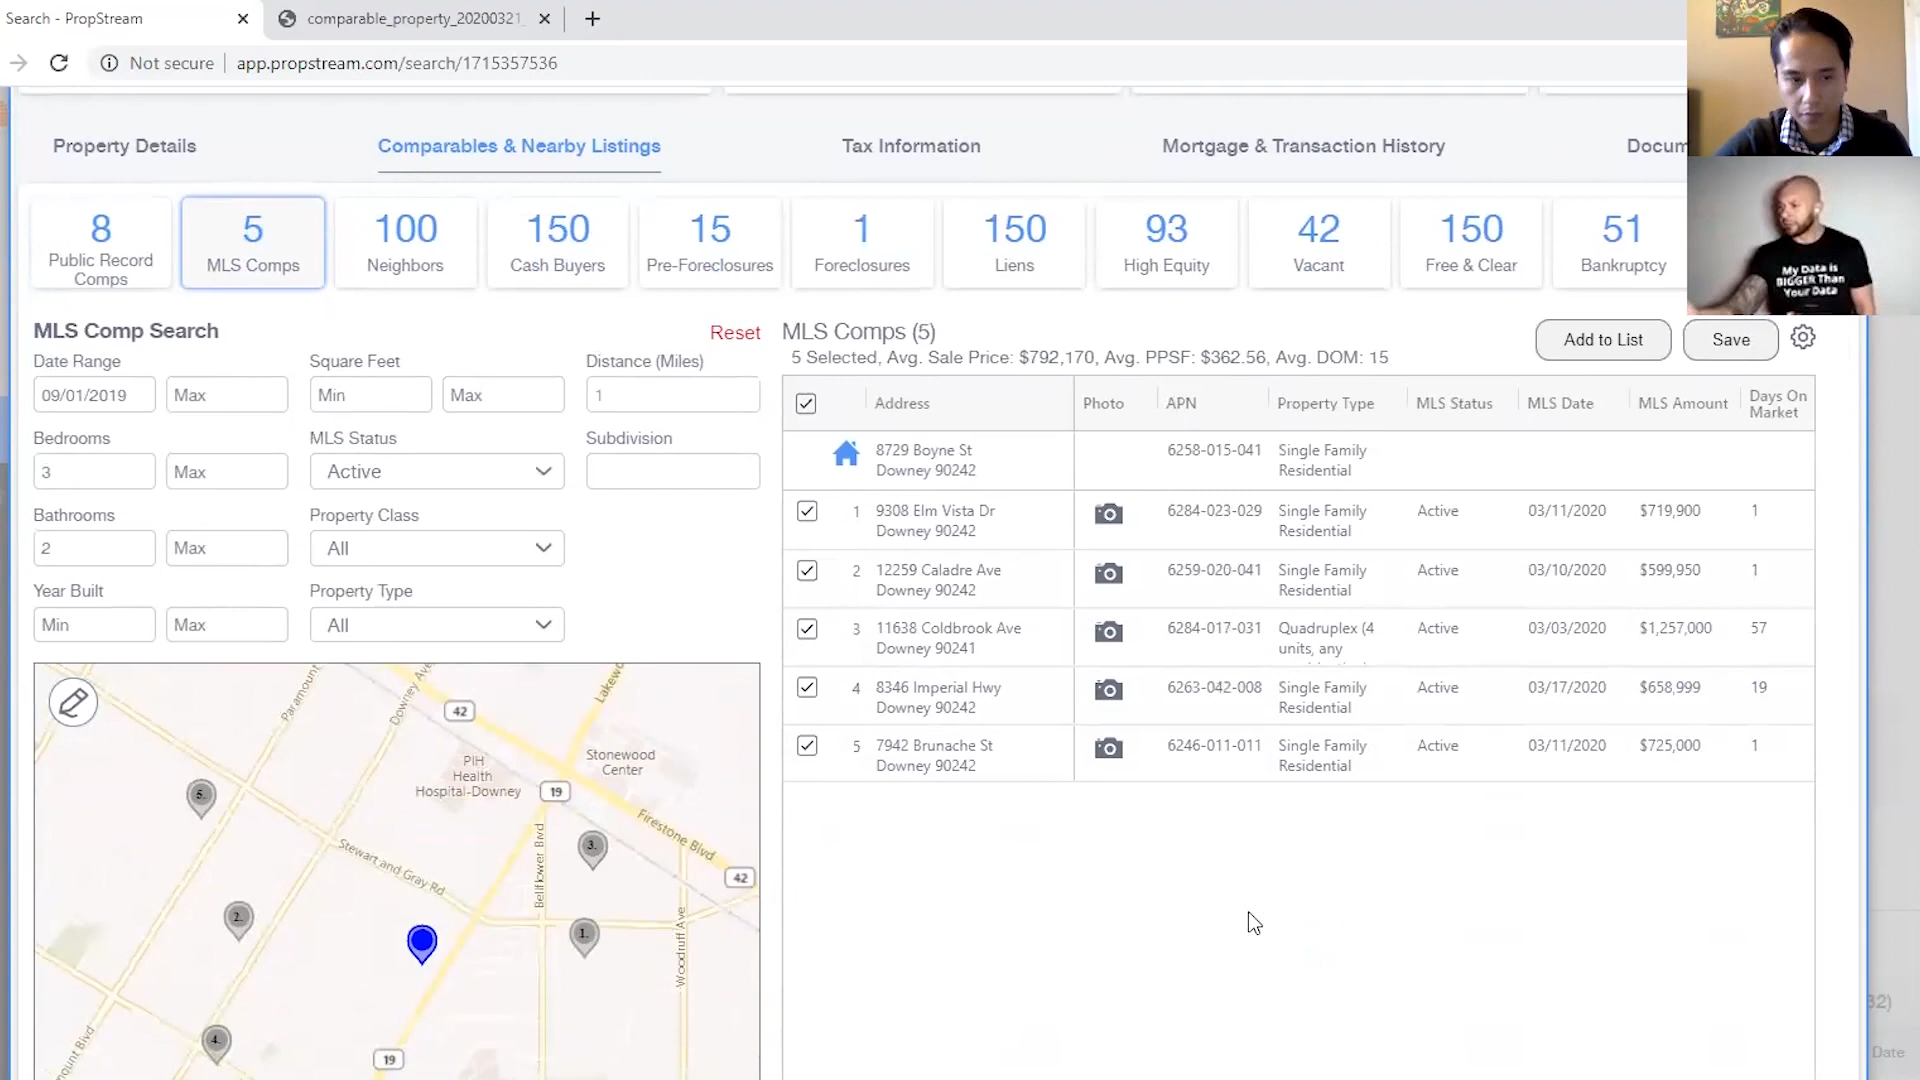 Search - PropStream
comparable_property_20200321_
Not secure
app.propstream.com/search/1715357536
Property Details
Comparables & Nearby Listings
Tax Information
Mortgage & Transaction History
Docum
8
Public Record
Comps
5
MLS Comps
100
Neighbors
150
Cash Buyers
15
Pre-Foreclosures
1
Foreclosures
150
Liens
93
High Equity
42
Vacant
150
Free & Clear
51
Bankruptcy
My Data is
BIGGER Than
Your Data
MLS Comp Search
Reset
Date Range
Square Feet
Distance (Miles)
09/01/2019
Max
Min
Max
1
Bedrooms
MLS Status
Subdivision
3
Max
Active
Bathrooms
Property Class
2
Max
All
Year Built
Property Type
Min
Max
All
MLS Comps (5)
5 Selected, Avg. Sale Price: $792,170, Avg. PPSF: $362.56, Avg. DOM: 15
Add to List
Save
Address
Photo
APN
Property Type
MLS Status
MLS Date
MLS Amount
Days On
Market
8729 Boyne St
Downey 90242
6258-015-041
Single Family
Residential
1
9308 Elm Vista Dr
Downey 90242
6284-023-029
Single Family
Residential
Active
03/11/2020
$719,900
1
2
12259 Caladre Ave
Downey 90242
6259-020-041
Single Family
Residential
Active
03/10/2020
$599,950
1
3
11638 Coldbrook Ave
Downey 90241
6284-017-031
Quadruplex (4
units, any
Active
03/03/2020
$1,257,000
57
4
8346 Imperial Hwy
Downey 90242
6263-042-008
Single Family
Residential
Active
03/17/2020
$658,999
19
5
7942 Brunache St
Downey 90242
6246-011-011
Single Family
Residential
Active
03/11/2020
$725,000
1
Paramount
Downey Ave
Lakewo
42
PIH
Health
Hospital-Downey
Stonewood
Center
19
Firestone Blvd
5.
3.
Bellflower Blvd
Stewart and Gray Rd
42
2.
1.
Woodruff Ave
4.
mount Blvd
19
32)
Date